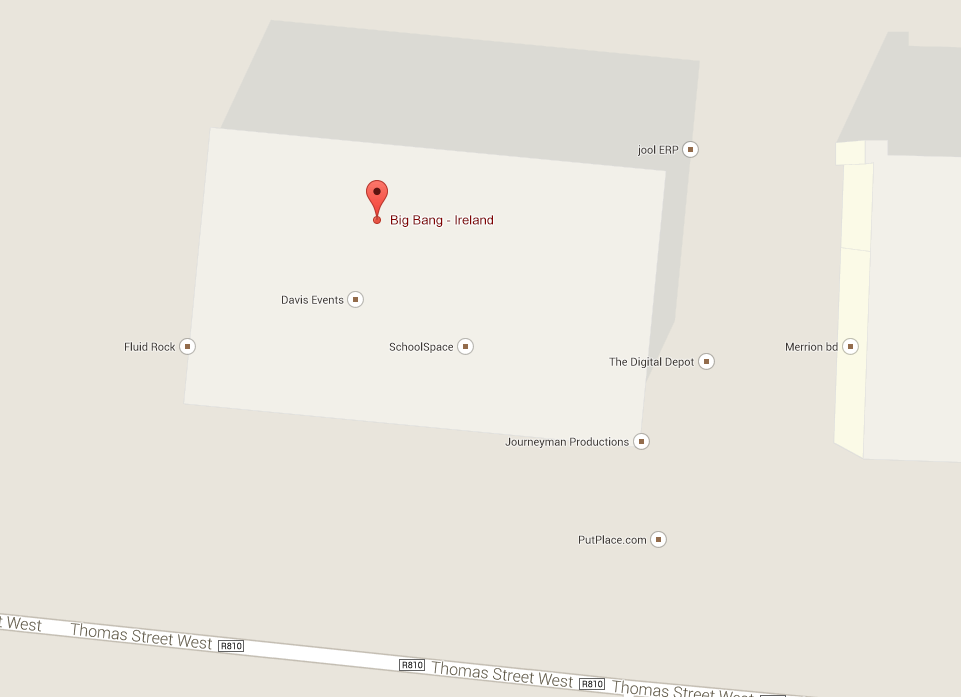 jool ERP
Big Bang - Ireland
Davis Events
Fluid Rock
SchoolSpace
Merrion bd
The Digital Depot
Journeyman Productions
PutPlace.com
t West
Thomas Street West R810
R810 Thomas Street West R810
Thomas Street West